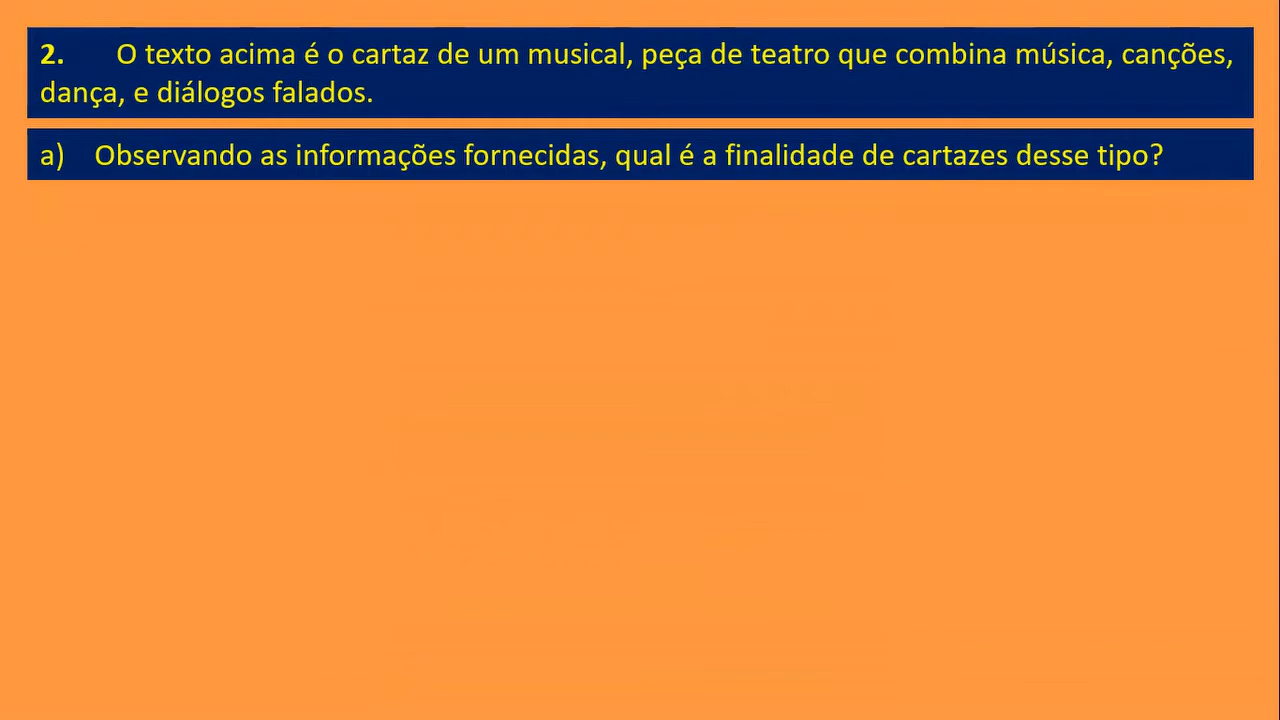 2. O texto acima é o cartaz de um musical, peça de teatro que combina música, canções,
dança, e diálogos falados.
a) Observando as informações fornecidas, qual é a finalidade de cartazes desse tipo?